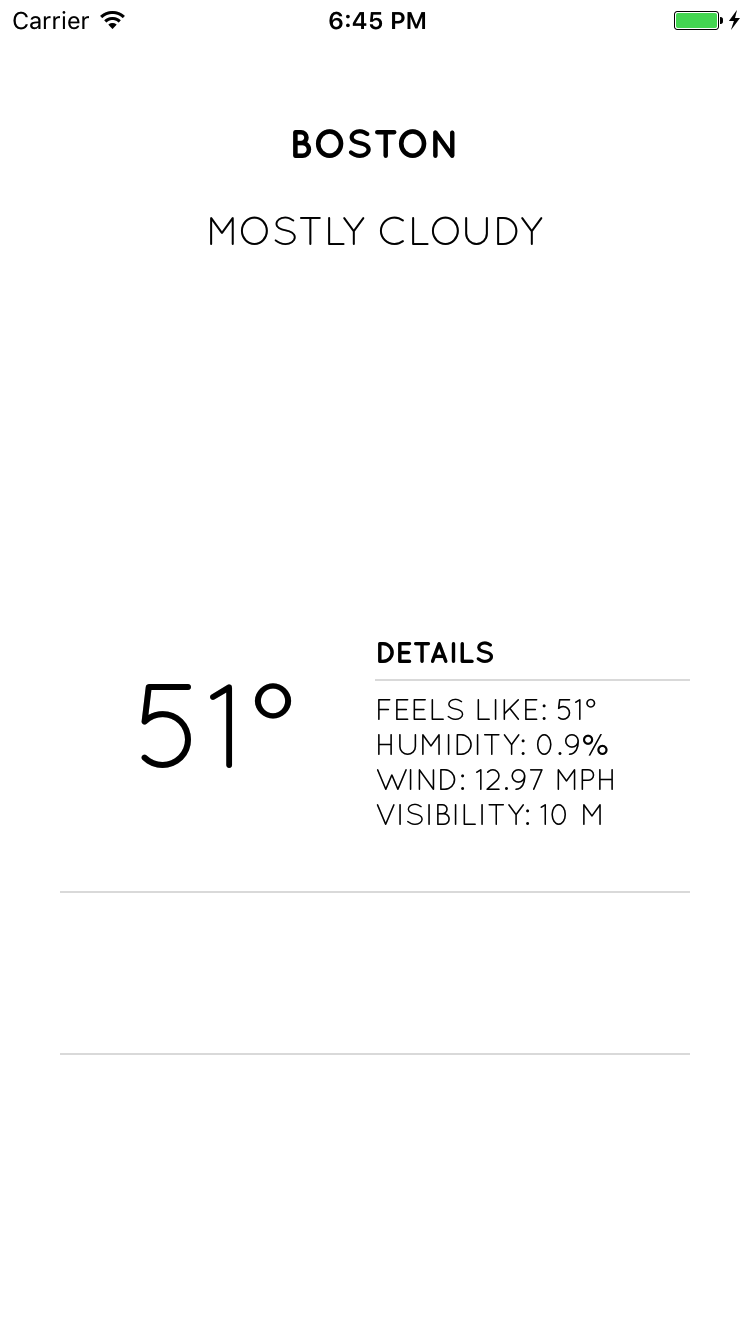 Carrier 6:45 PM
BOSTON
MOSTLY CLOUDY
51°
DETAILS
FEELS LIKE: 51°
HUMIDITY: 0.9%
WIND: 12.97 MPH
VISIBILITY: 10 M